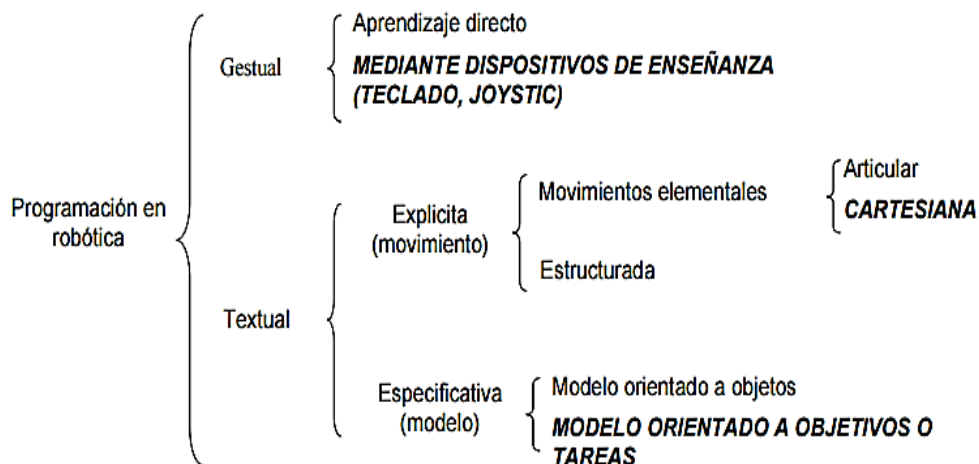 Programación en
robótica
Gestual
Aprendizaje directo
MEDIANTE DISPOSITIVOS DE ENSEÑANZA
(TECLADO, JOYSTIC)
Textual
Explicita
(movimiento)
Movimientos elementales
Articular
CARTESIANA
Estructurada
Especificativa
(modelo)
Modelo orientado a objetos
MODELO ORIENTADO A OBJETIVOS O
TAREAS